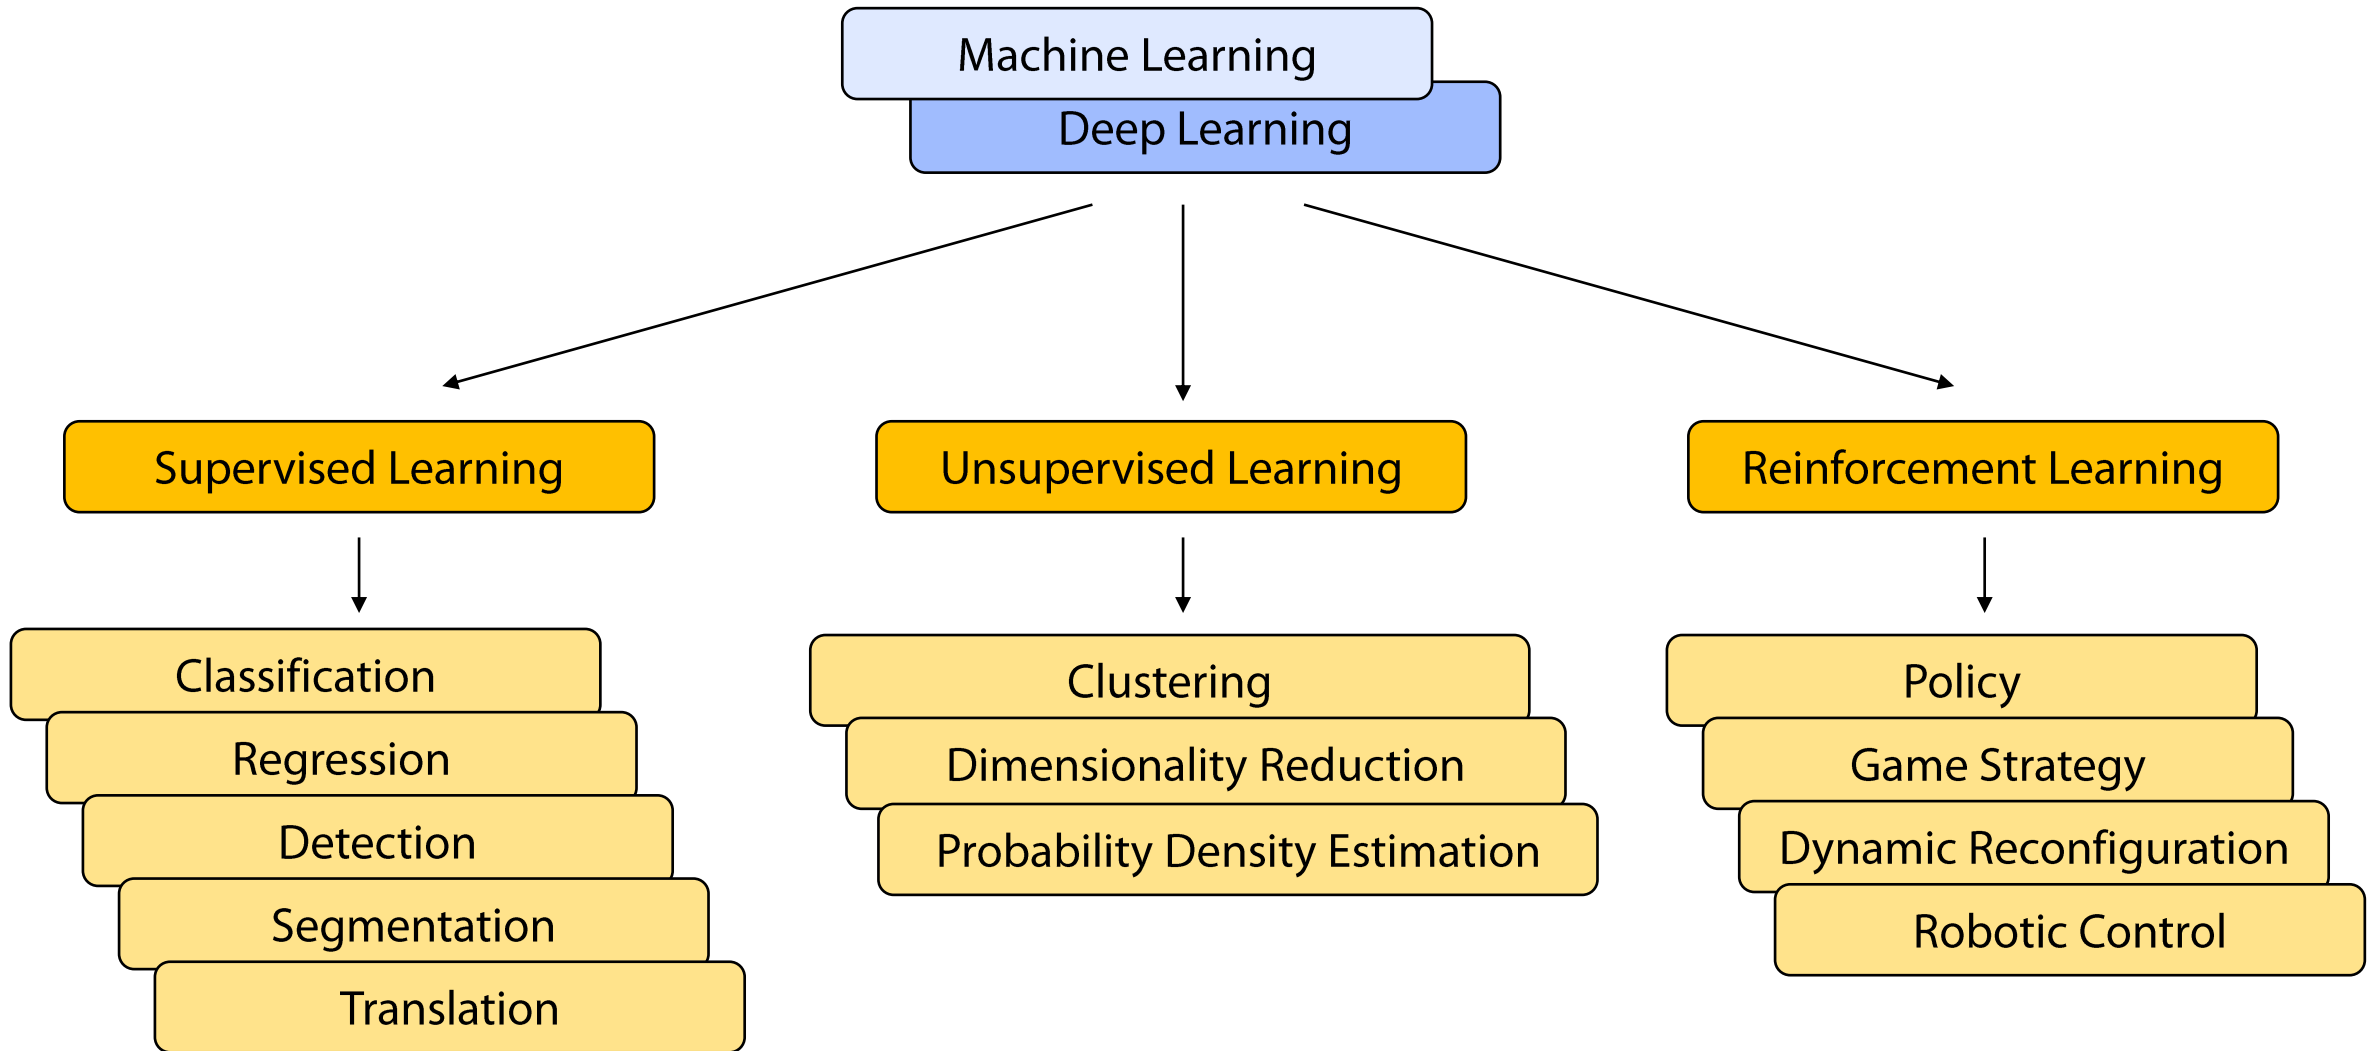 Machine Learning
Deep Learning
Supervised Learning
Unsupervised Learning
Reinforcement Learning
Classification
Regression
Detection
Segmentation
Translation
Clustering
Dimensionality Reduction
Probability Density Estimation
Policy
Game Strategy
Dynamic Reconfiguration
Robotic Control